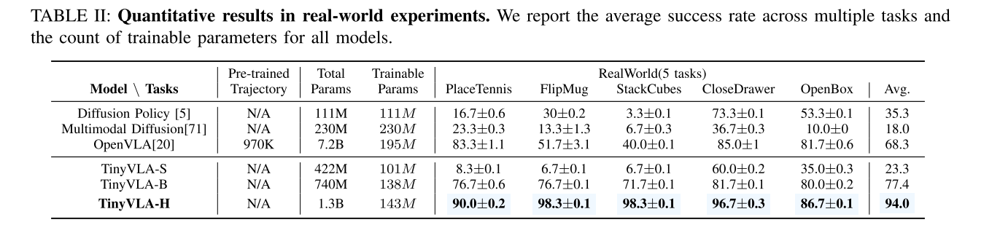 TABLE II: Quantitative results in real-world experiments. We report the average success rate across multiple tasks and
the count of trainable parameters for all models.
Pre-trained Total Trainable RealWorld(5 tasks)
Model \ Tasks Trajectory Params Params PlaceTennis FlipMug StackCubes CloseDrawer OpenBox Avg.
Diffusion Policy [5] N/A 111M 111M 16.7±0.6 30±0.2 3.3±0.1 73.3±0.1 53.3±0.1 35.3
Multimodal Diffusion[71] N/A 230M 230M 23.3±0.3 13.3±1.3 6.7±0.3 36.7±0.3 10.0±0 18.0
OpenVLA[20] 970K 7.2B 195M 83.3±1.1 51.7±3.1 40.0±0.1 85.0±1 81.7±0.6 68.3
TinyVLA-S N/A 422M 101M 8.3±0.1 6.7±0.1 6.7±0.1 60.0±0.2 35.0±0.3 23.3
TinyVLA-B N/A 740M 138M 76.7±0.6 76.7±0.1 71.7±0.1 81.7±0.1 80.0±0.2 77.4
TinyVLA-H N/A 1.3B 143M 90.0±0.2 98.3±0.1 98.3±0.1 96.7±0.3 86.7±0.1 94.0